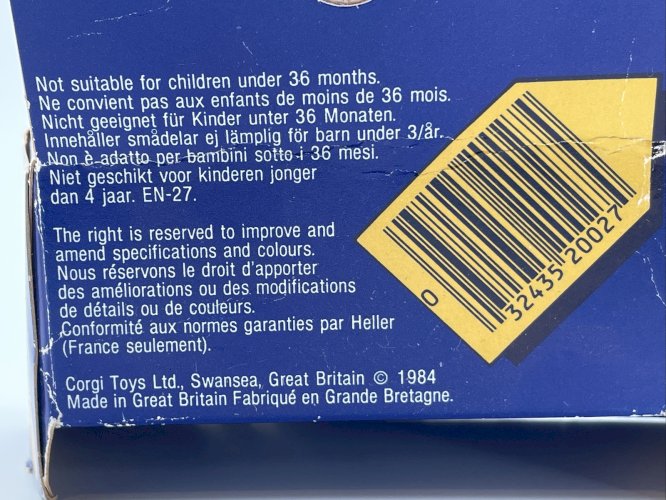 Not suitable for children under 36 months.
Ne convient pas aux enfants de moins de 36 mois.
Nicht geeignet für Kinder unter 36 Monaten.
Innehåller smådelar ej lämplig för barn under 3/år.
Non è adatto per bambini sotto i 36 mesi.
Niet geschikt voor kinderen jonger
dan 4 jaar. EN-27.
The right is reserved to improve and
amend specifications and colours.
Nous réservons le droit d'apporter
des améliorations ou des modifications
de détails ou de couleurs.
Conformité aux normes garanties par Heller
(France seulement).
Corgi Toys Ltd., Swansea, Great Britain © 1984
Made in Great Britain Fabriqué en Grande Bretagne.
0 32435 20027